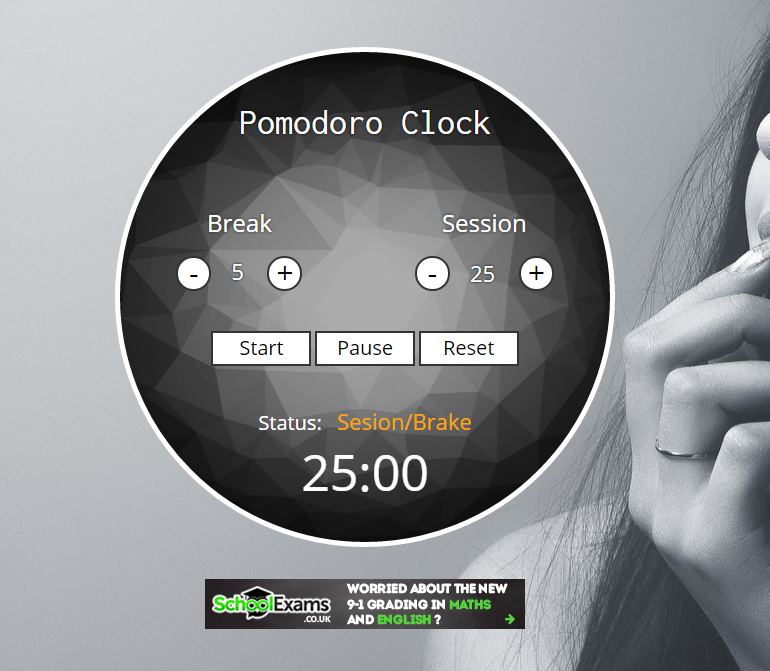 Pomodoro Clock
Break Session
- 5 + - 25 +
Start Pause Reset
Status: Sesion/Brake
25:00
SchoolExams
.CO.UK
WORRIED ABOUT THE NEW
9-1 GRADING IN MATHS
AND ENGLISH ?